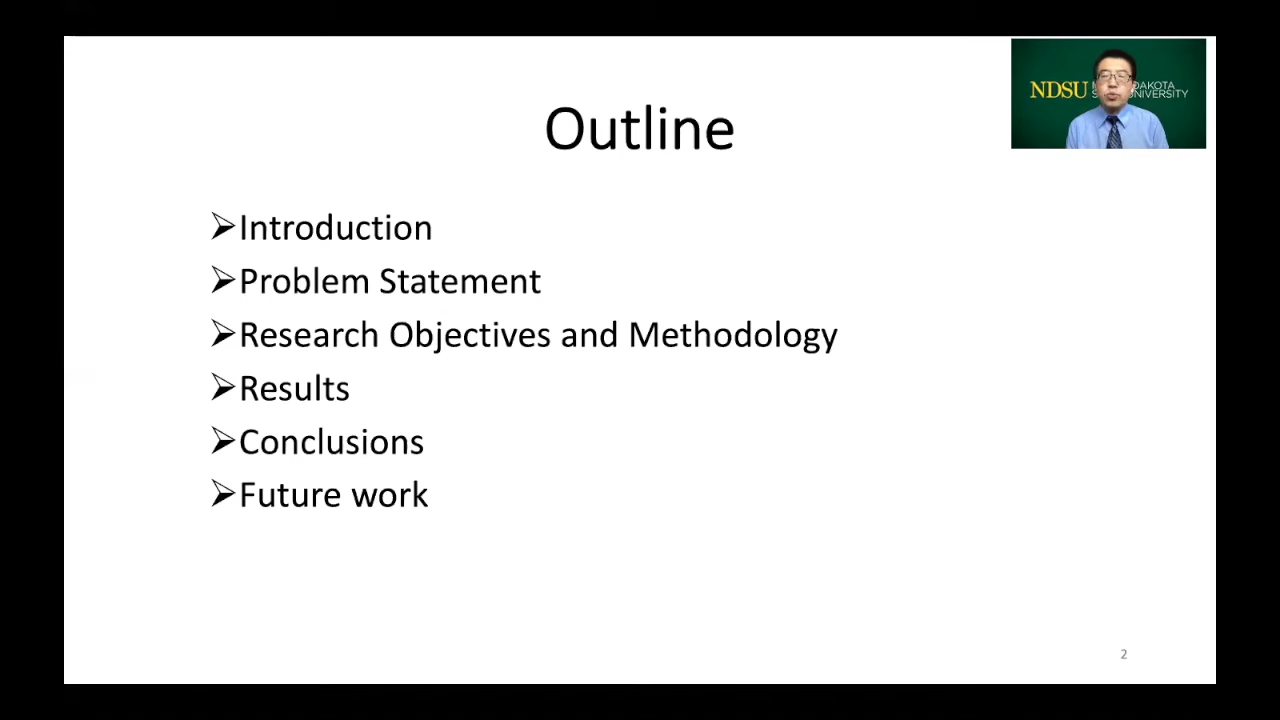 Outline
NDSU
DAKOTA
UNIVERSITY
➢Introduction
➢Problem Statement
➢Research Objectives and Methodology
➢Results
➢Conclusions
➢Future work
2